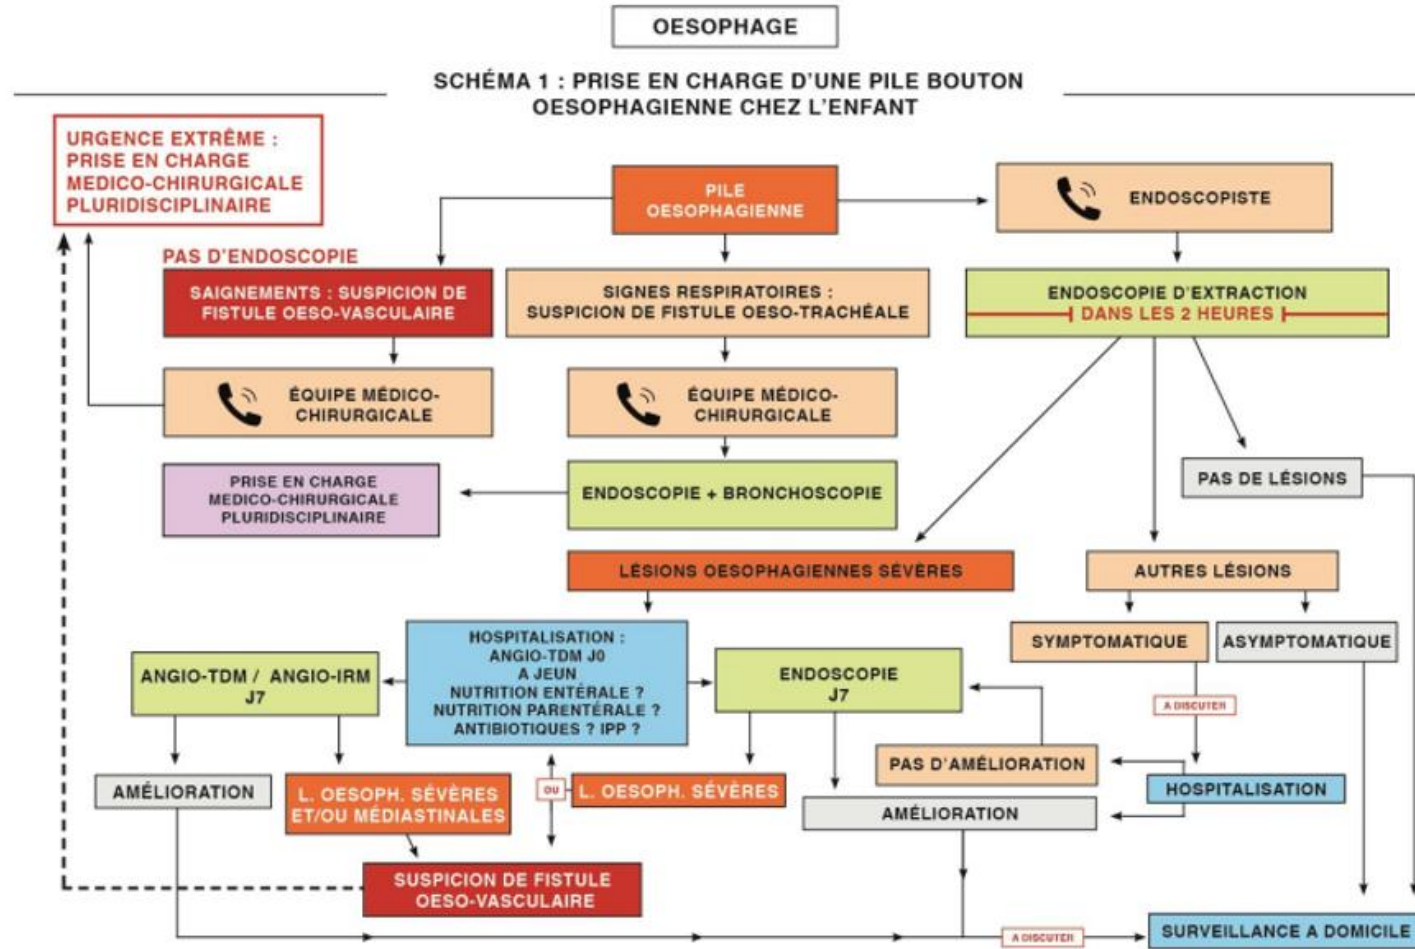 OESOPHAGE
SCHÉMA 1 : PRISE EN CHARGE D'UNE PILE BOUTON
OESOPHAGIENNE CHEZ L'ENFANT
URGENCE EXTRÊME :
PRISE EN CHARGE
MEDICO-CHIRURGICALE
PLURIDISCIPLINAIRE
PILE
OESOPHAGIENNE
ENDOSCOPISTE
PAS D'ENDOSCOPIE
SAIGNEMENTS : SUSPICION DE
FISTULE OESO-VASCULAIRE
SIGNES RESPIRATOIRES :
SUSPICION DE FISTULE OESO-TRACHÉALE
ENDOSCOPIE D'EXTRACTION
DANS LES 2 HEURES
ÉQUIPE MÉDICO-
CHIRURGICALE
ÉQUIPE MÉDICO-
CHIRURGICALE
PRISE EN CHARGE
MEDICO-CHIRURGICALE
PLURIDISCIPLINAIRE
ENDOSCOPIE + BRONCHOSCOPIE
PAS DE LÉSIONS
LÉSIONS OESOPHAGIENNES SÉVÈRES
AUTRES LÉSIONS
SYMPTOMATIQUE
ASYMPTOMATIQUE
HOSPITALISATION :
ANGIO-TDM J0
A JEUN
NUTRITION ENTÉRALE ?
NUTRITION PARENTÉRALE ?
ANTIBIOTIQUES ? IPP ?
ANGIO-TDM / ANGIO-IRM
J7
ENDOSCOPIE
J7
A DISCUTER
PAS D'AMÉLIORATION
HOSPITALISATION
AMÉLIORATION
L. OESOPH. SÉVÈRES
ET/OU MÉDIASTINALES
OU
L. OESOPH. SÉVÈRES
AMÉLIORATION
SUSPICION DE FISTULE
OESO-VASCULAIRE
A DISCUTER
SURVEILLANCE A DOMICILE